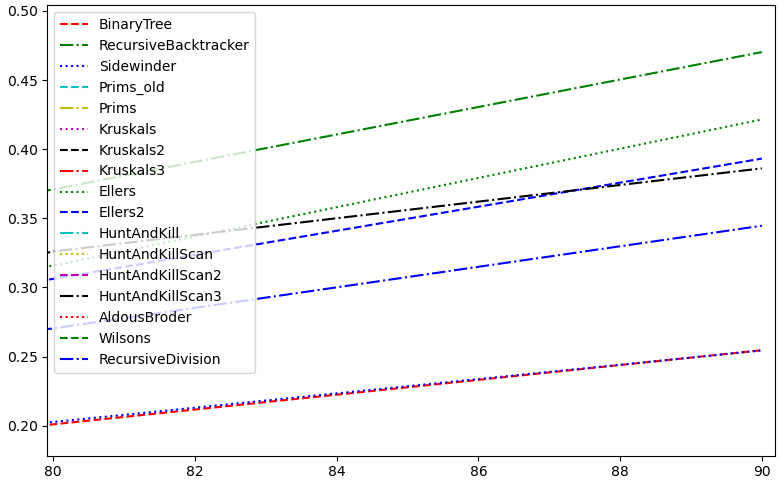 0.50
0.45
0.40
0.35
0.30
0.25
0.20
BinaryTree
RecursiveBacktracker
Sidewinder
Prims_old
Prims
Kruskals
Kruskals2
Kruskals3
Ellers
Ellers2
HuntAndKill
HuntAndKillScan
HuntAndKillScan2
HuntAndKillScan3
AldousBroder
Wilsons
RecursiveDivision
80 82 84 86 88 90